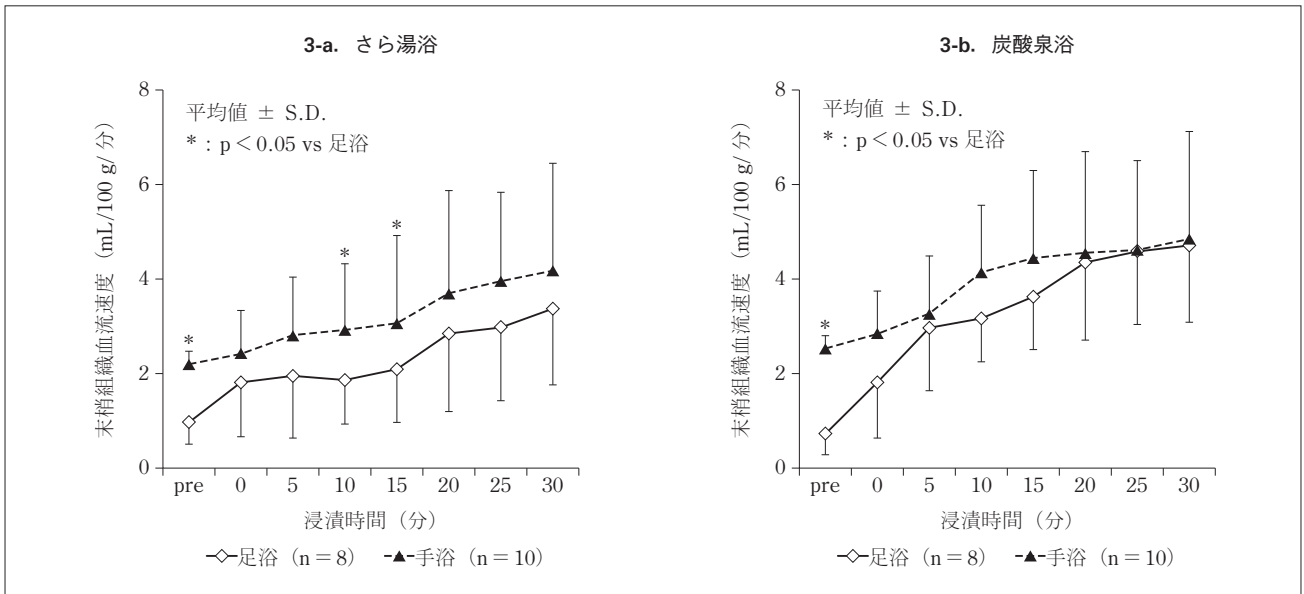 3-a. さら湯浴
平均値 ± S.D.
* : p < 0.05 vs 足浴
末梢組織血流速度 (mL/100 g/ 分)
8
6
4
2
0
*
*
*
pre 0 5 10 15 20 25 30
浸漬時間（分）
足浴（n = 8） 手浴（n = 10）
3-b. 炭酸泉浴
平均値 ± S.D.
* : p < 0.05 vs 足浴
末梢組織血流速度 (mL/100 g/ 分)
8
6
4
2
0
*
pre 0 5 10 15 20 25 30
浸漬時間（分）
足浴（n = 8） 手浴（n = 10）